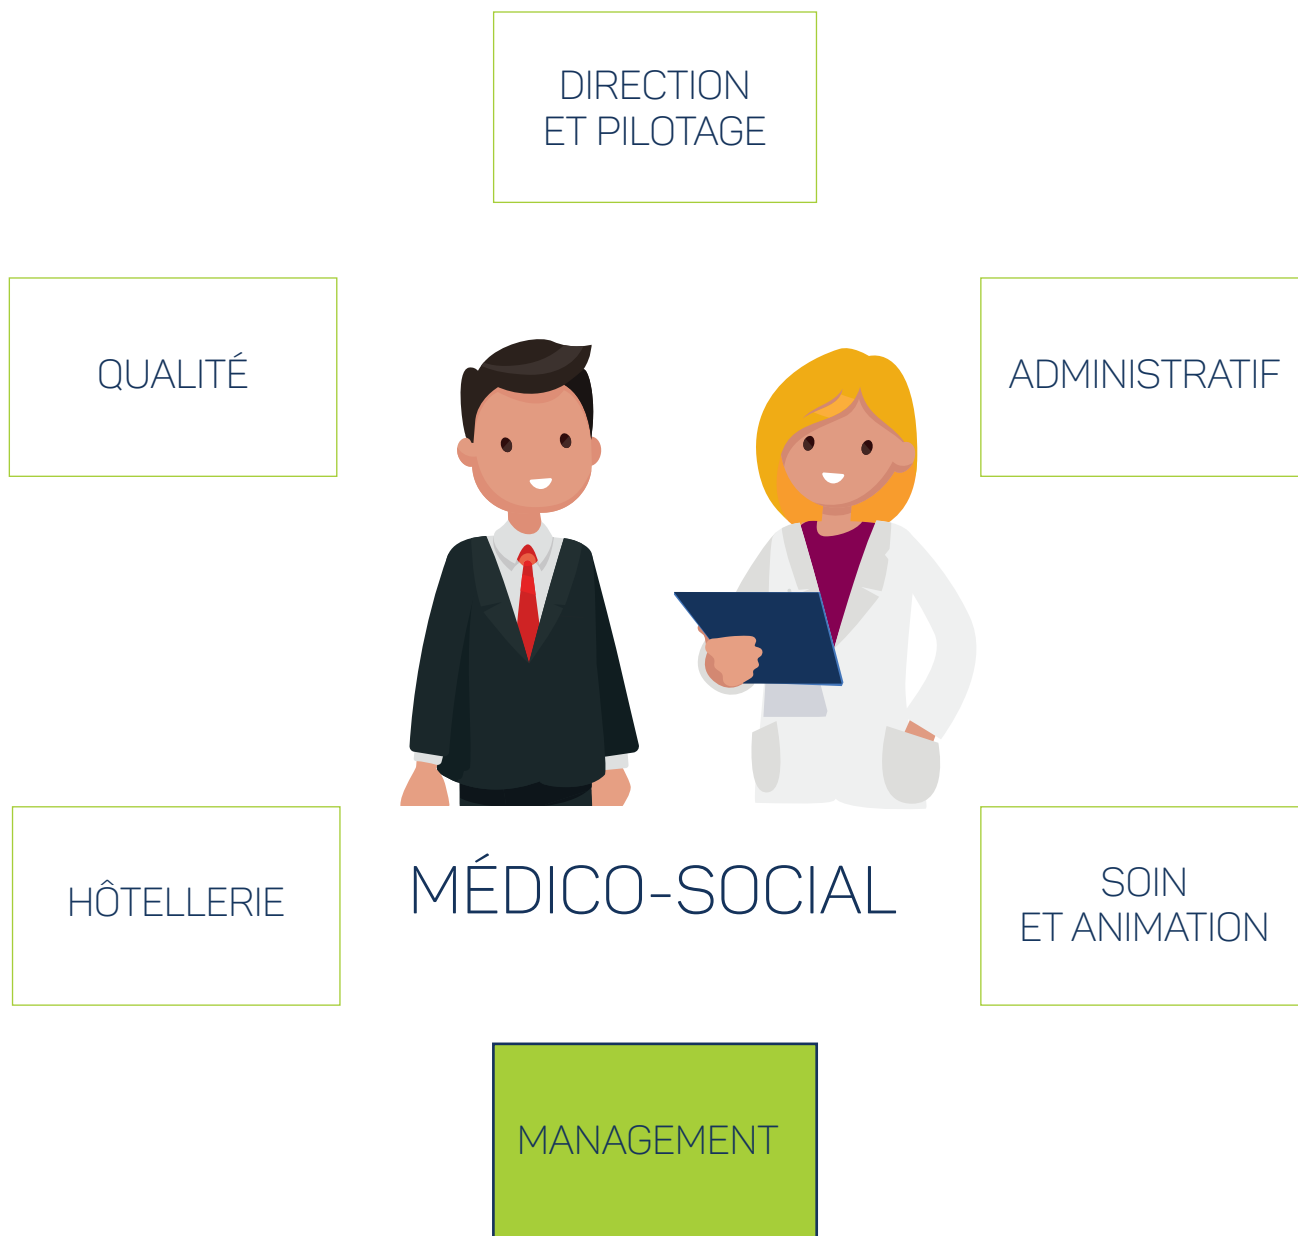 DIRECTION
ET PILOTAGE
QUALITÉ
ADMINISTRATIF
HÔTELLERIE
MÉDICO-SOCIAL
SOIN
ET ANIMATION
MANAGEMENT